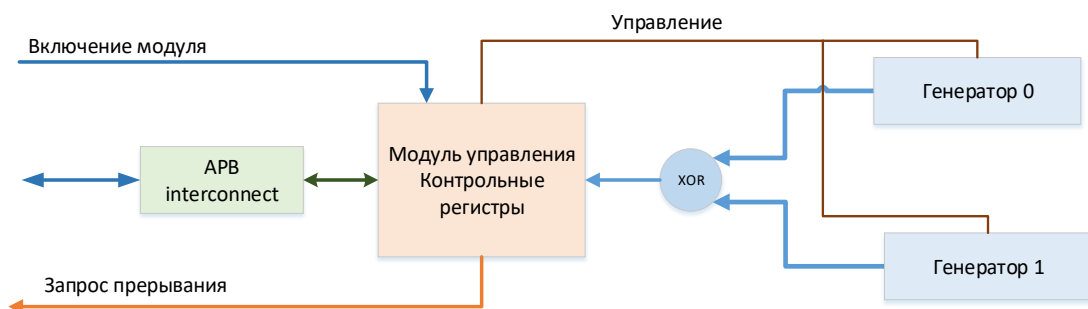 Управление
Включение модуля
Генератор 0
APB
interconnect
Модуль управления
Контрольные
регистры
XOR
Генератор 1
Запрос прерывания